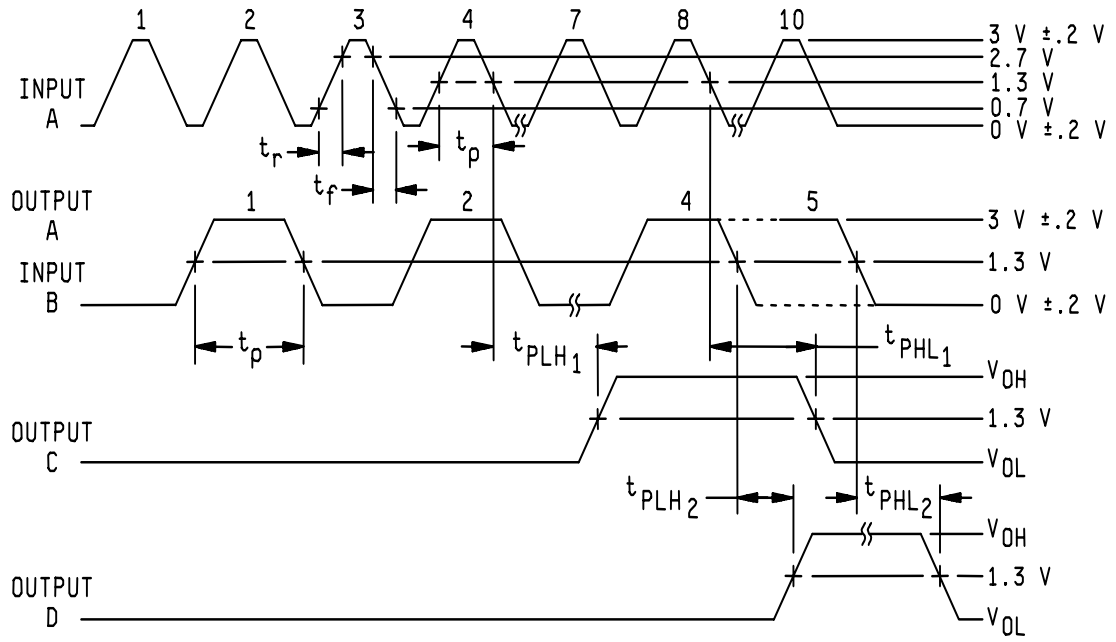 1 2 3 4 7 8 10
3 V ±.2 V
2.7 V
INPUT A
1.3 V
0.7 V
0 V ±.2 V
tr
tp
tf
OUTPUT A
1 2 4 5
3 V ±.2 V
INPUT B
1.3 V
0 V ±.2 V
tp
tPLH1
tPHL1
VOH
OUTPUT C
1.3 V
VOL
tPLH2
tPHL2
VOH
OUTPUT D
1.3 V
VOL